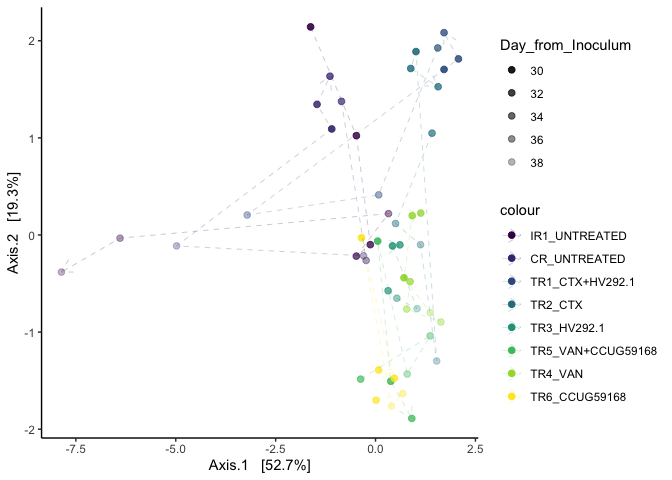 2
1
0
-1
-2
Axis.2   [19.3%]
-7.5
-5.0
-2.5
0.0
2.5
Axis.1   [52.7%]
Day_from_Inoculum
30
32
34
36
38
colour
IR1_UNTREATED
CR_UNTREATED
TR1_CTX+HV292.1
TR2_CTX
TR3_HV292.1
TR5_VAN+CCUG59168
TR4_VAN
TR6_CCUG59168